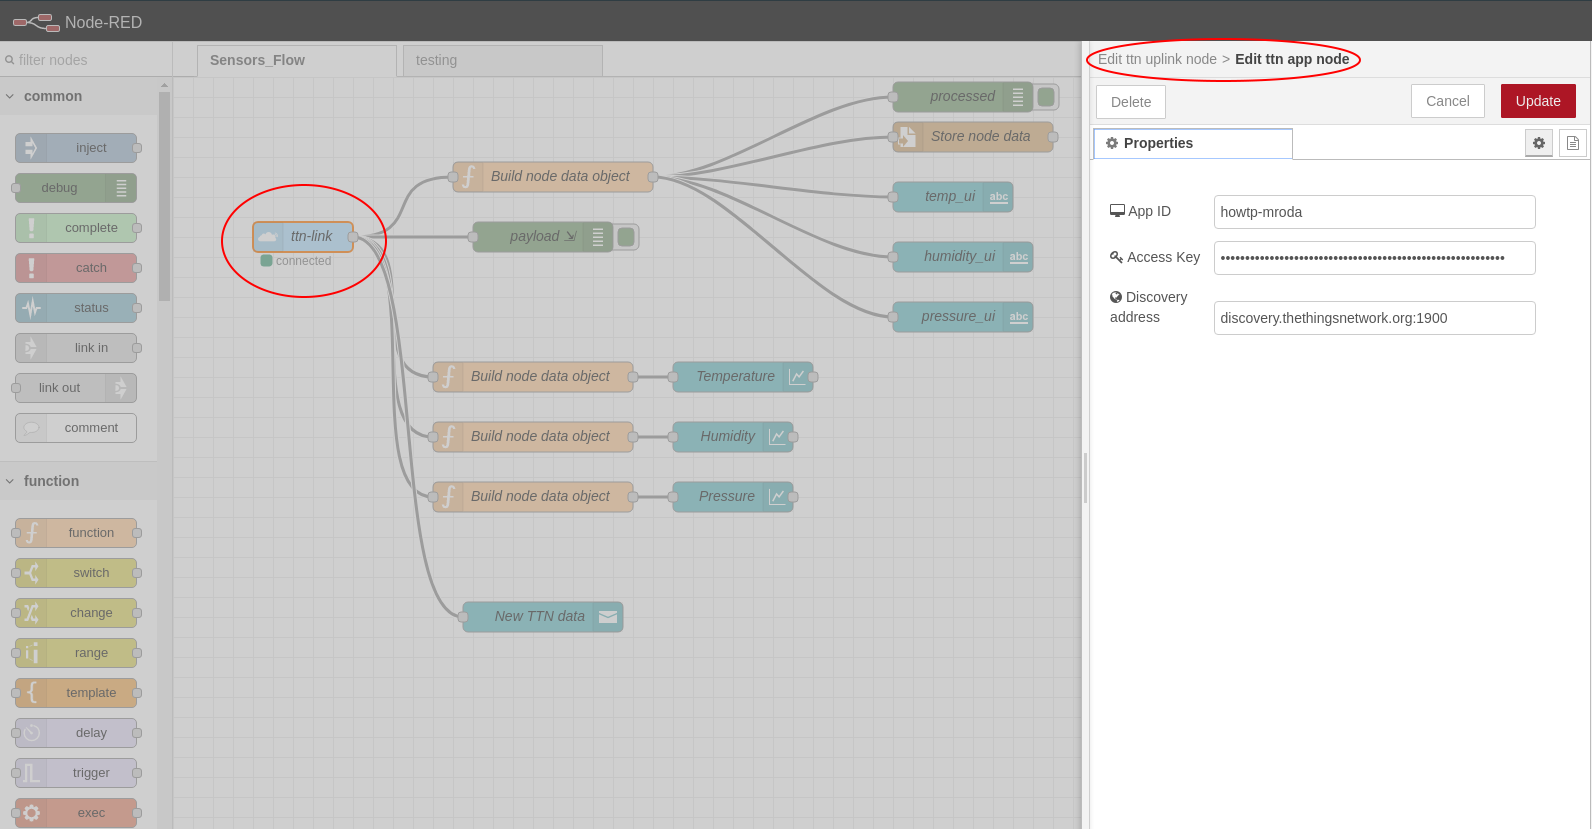 Node-RED
filter nodes
common
inject
debug
complete
catch
status
link in
link out
comment
function
function
switch
change
range
template
delay
trigger
exec
Sensors_Flow
testing
ttn-link
connected
Build node data object
payload
processed
Store node data
temp_ui
abc
humidity_ui
abc
pressure_ui
abc
Build node data object
Temperature
Build node data object
Humidity
Build node data object
Pressure
New TTN data
Edit ttn uplink node > Edit ttn app node
Delete
Cancel
Update
Properties
App ID
howtp-mroda
Access Key
Discovery
address
discovery.thethingsnetwork.org:1900